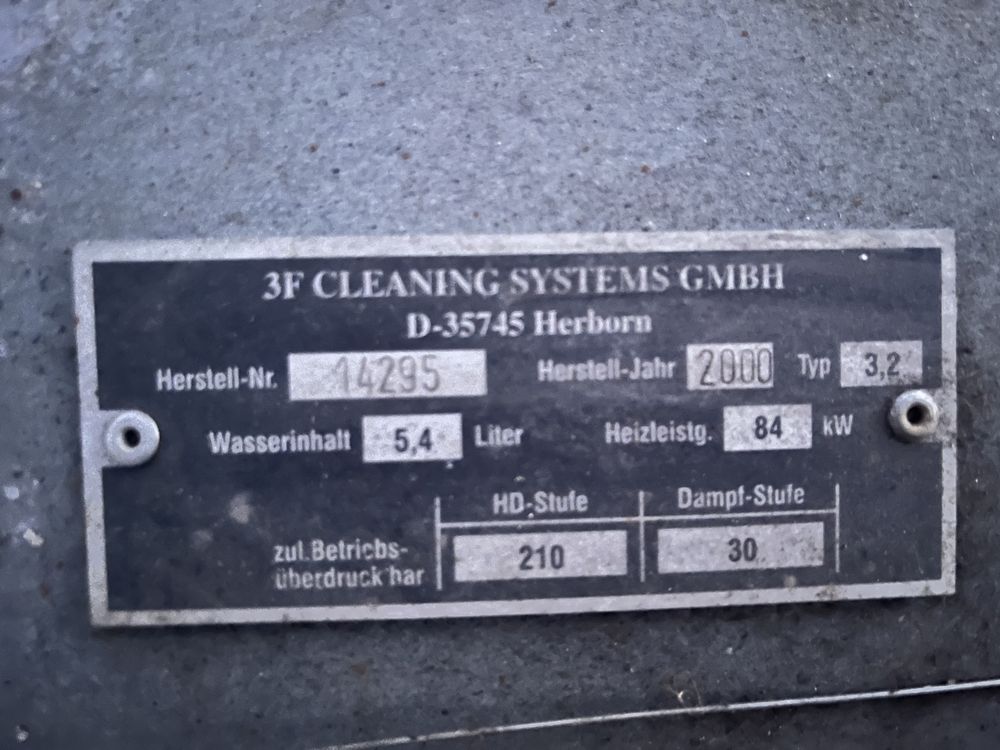 3F CLEANING SYSTEMS GMBH
D-35745 Herborn
Herstell-Nr. 14295 Herstell-Jahr 2000 Typ 3,2
Wasserinhalt 5,4 Liter Heizleistg. 84 kW
HD-Stufe Dampf-Stufe
zul. Betriebs-
überdruck bar 210 30